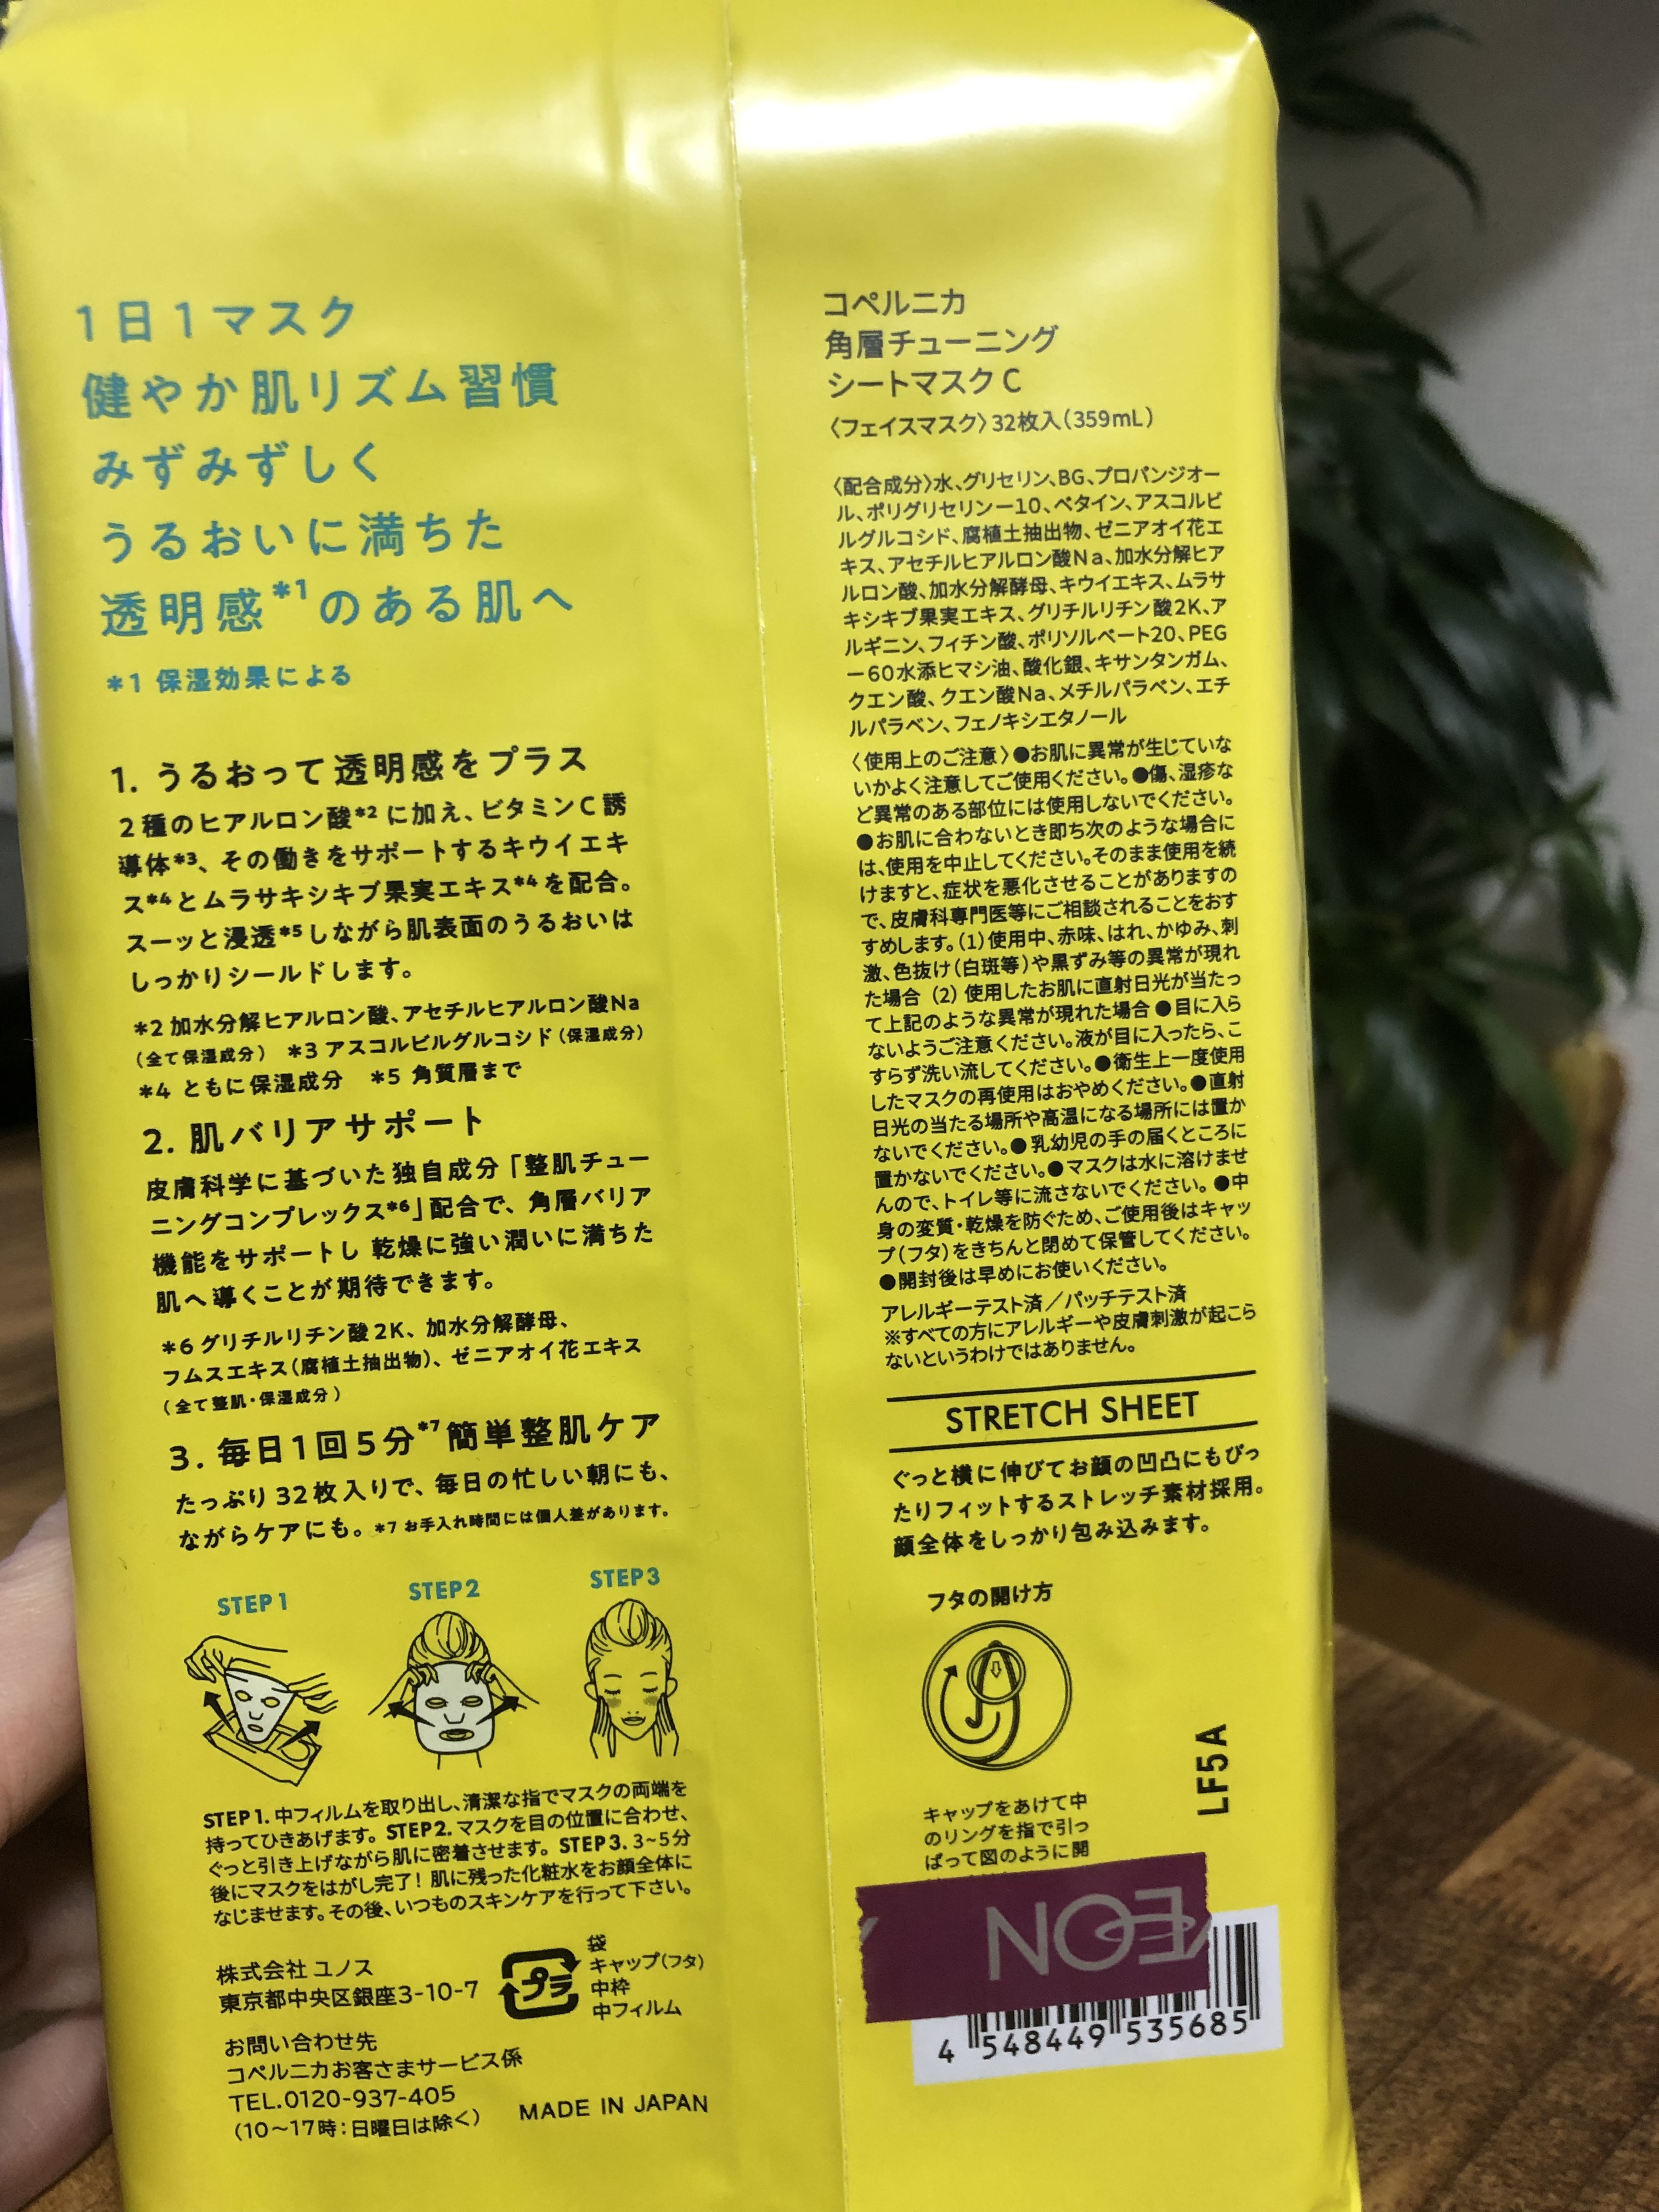 1日1マスク
健やか肌リズム習慣
みずみずしく
うるおいに満ちた
透明感*1のある肌へ
*1 保湿効果による
1. うるおって透明感をプラス
2種のヒアルロン酸*2 に加え、ビタミンC誘
導体*3、その働きをサポートするキウイエキ
ス*4とムラサキシキブ果実エキス*4を配合。
スーッと浸透*5しながら肌表面のうるおいは
しっかりシールドします。
*2 加水分解ヒアルロン酸、アセチルヒアルロン酸Na
(全て保湿成分) *3 アスコルビルグルコシド(保湿成分)
*4 ともに保湿成分 *5 角質層まで
2. 肌バリアサポート
皮膚科学に基づいた独自成分「整肌チュー
ニングコンプレックス*6」配合で、角層バリア
機能をサポートし 乾燥に強い潤いに満ちた
肌へ導くことが期待できます。
*6 グリチルリチン酸2K、加水分解酵母、
フムスエキス(腐植土抽出物)、ゼニアオイ花エキス
(全て整肌・保湿成分)
3. 毎日1回5分*7簡単整肌ケア
たっぷり32枚入りで、毎日の忙しい朝にも、
ながらケアにも。*7 お手入れ時間には個人差があります。
STEP1 STEP2 STEP3
STEP1. 中フィルムを取り出し、清潔な指でマスクの両端を
持ってひきあげます。STEP2. マスクを目の位置に合わせ、
ぐっと引き上げながら肌に密着させます。STEP3. 3~5分
後にマスクをはがし完了! 肌に残った化粧水をお顔全体に
なじませます。その後、いつものスキンケアを行って下さい。
株式会社 ユノス
東京都中央区銀座3-10-7
プラ
袋
キャップ(フタ)
中枠
中フィルム
お問い合わせ先
コペルニカお客さまサービス係
TEL.0120-937-405
(10〜17時:日曜日は除く)
MADE IN JAPAN
コペルニカ
角層チューニング
シートマスク C
〈フェイスマスク〉32枚入(359mL)
〈配合成分〉水、グリセリン、BG、プロパンジオー
ル、ポリグリセリンー10、ベタイン、アスコルビ
ルグルコシド、腐植土抽出物、ゼニアオイ花エ
キス、アセチルヒアルロン酸Na、加水分解ヒア
ルロン酸、加水分解酵母、キウイエキス、ムラサ
キシキブ果実エキス、グリチルリチン酸2K、ア
ルギニン、フィチン酸、ポリソルベート20、PEG
ー60水添ヒマシ油、酸化銀、キサンタンガム、
クエン酸、クエン酸Na、メチルパラベン、エチ
ルパラベン、フェノキシエタノール
〈使用上のご注意〉●お肌に異常が生じていな
いかよく注意してご使用ください。●傷、湿疹な
ど異常のある部位には使用しないでください。
●お肌に合わないとき即ち次のような場合に
は、使用を中止してください。そのまま使用を続
けますと、症状を悪化させることがありますの
で、皮膚科専門医等にご相談されることをおす
すめします。(1)使用中、赤味、はれ、かゆみ、刺
激、色抜け(白斑等)や黒ずみ等の異常が現れ
た場合 (2) 使用したお肌に直射日光が当たっ
て上記のような異常が現れた場合 ●目に入ら
ないようご注意ください。液が目に入ったら、こ
すらず洗い流してください。●衛生上一度使用
したマスクの再使用はおやめください。●直射
日光の当たる場所や高温になる場所には置か
ないでください。●乳幼児の手の届くところに
置かないでください。●マスクは水に溶けませ
んので、トイレ等に流さないでください。●中
身の変質・乾燥を防ぐため、ご使用後はキャッ
プ(フタ)をきちんと閉めて保管してください。
●開封後は早めにお使いください。
アレルギーテスト済/パッチテスト済
※すべての方にアレルギーや皮膚刺激が起こら
ないというわけではありません。
STRETCH SHEET
ぐっと横に伸びてお顔の凹凸にもぴっ
たりフィットするストレッチ素材採用。
顔全体をしっかり包み込みます。
フタの開け方
キャップをあけて中
のリングを指で引っ
ぱって図のように開
LF5A
ÆON
4 548449 535685